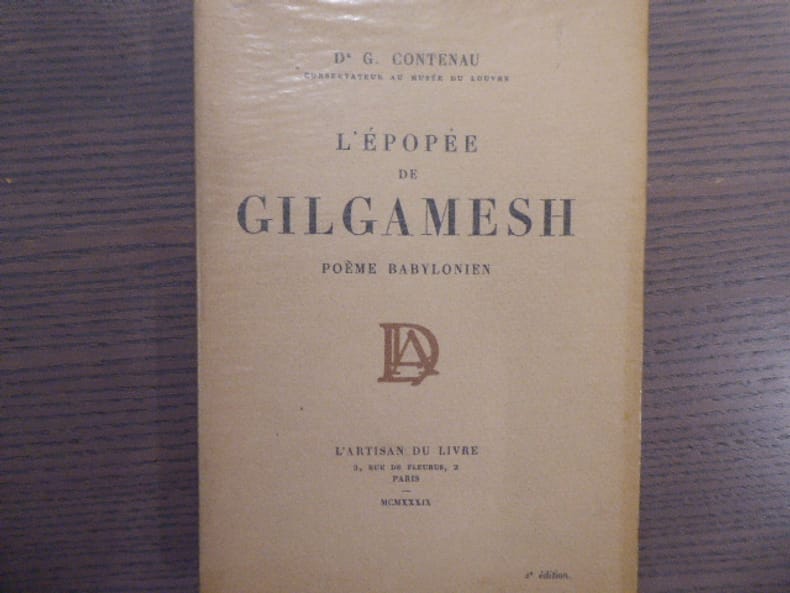 Dr G. CONTENAU
CONSERVATEUR AU MUSÉE DU LOUVRE
L'ÉPOPÉE
DE
GILGAMESH
POÈME BABYLONIEN
L'ARTISAN DU LIVRE
2, RUE DE FLEURUS, 2
PARIS
MCMXXXIX
édition.